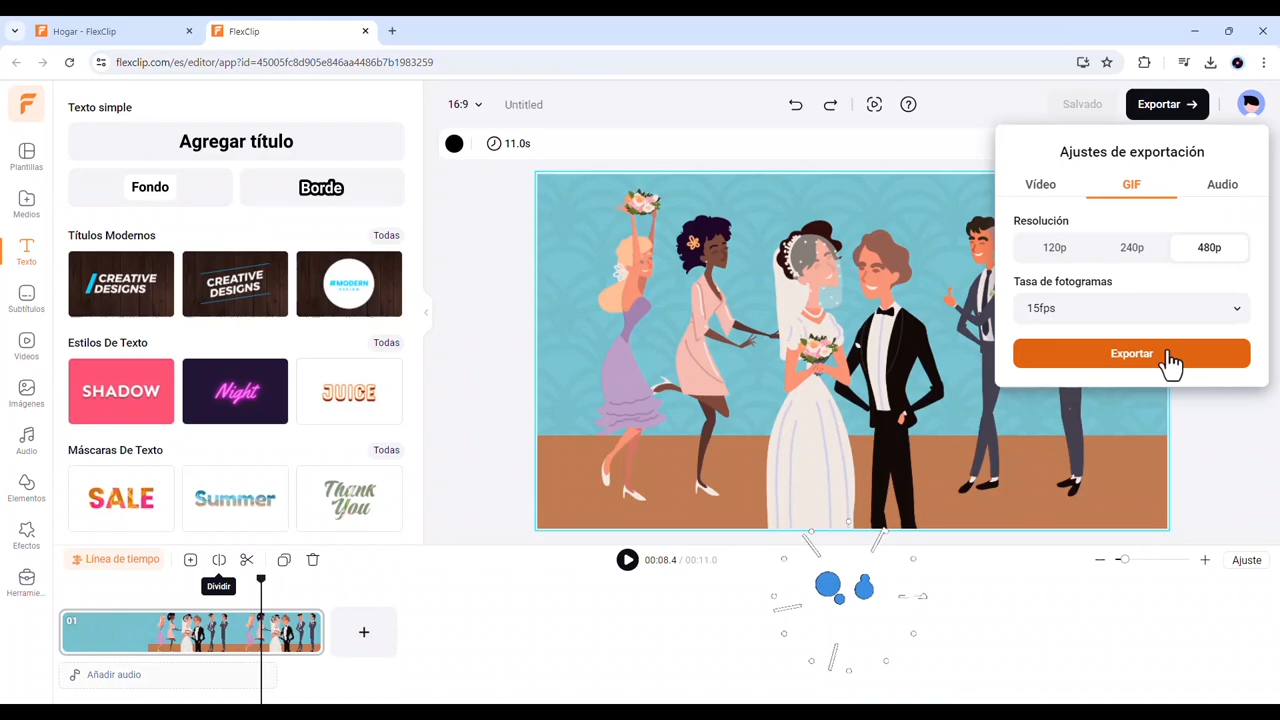 Hogar - FlexClip
FlexClip
flexclip.com/es/editor/app?id=45005fc8d905e846aa4486b7b1983259
Plantillas
Medios
Texto
Subtítulos
Videos
Imágenes
Audio
Elementos
Efectos
Herramie...
Texto simple
Agregar título
Fondo
Borde
Títulos Modernos
Todas
CREATIVE
DESIGNS
CREATIVE
DESIGNS
#MODERN
DESIGN
Estilos De Texto
Todas
SHADOW
Night
JUICE
Máscaras De Texto
Todas
SALE
Summer
THANK
YOU
16:9
Untitled
Salvado
Exportar
11.0s
Ajustes de exportación
Vídeo
GIF
Audio
Resolución
120p
240p
480p
Tasa de fotogramas
15fps
Exportar
Línea de tiempo
Dividir
00:08.4 / 00:11.0
Ajuste
01
Añadir audio